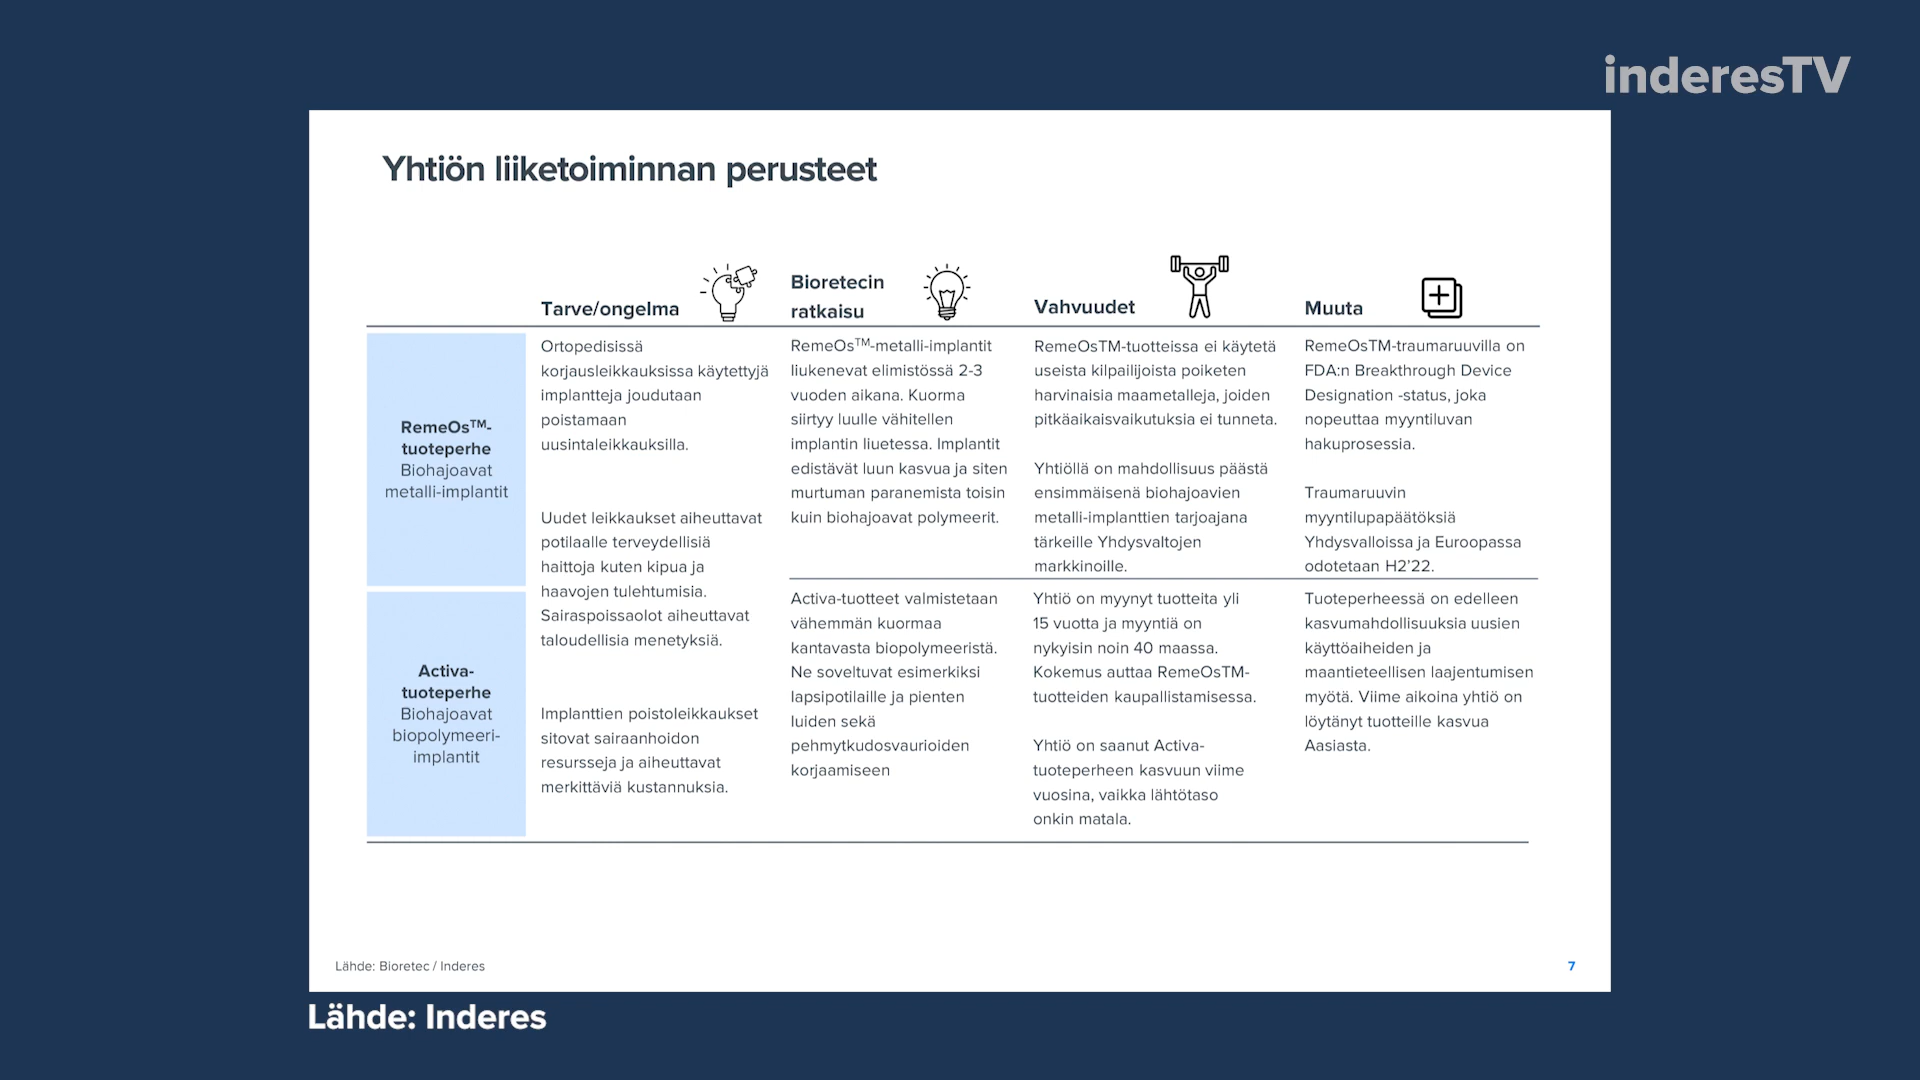 inderesTV
Yhtiön liiketoiminnan perusteet
Tarve/ongelma
Bioretecin
ratkaisu
Vahvuudet
Muuta
RemeOs™-
tuoteperhe
Biohajoavat
metalli-implantit
Ortopedisissä
korjausleikkauksissa käytettyjä
implantteja joudutaan
poistamaan
uusintaleikkauksilla.
Uudet leikkaukset aiheuttavat
potilaalle terveydellisiä
haittoja kuten kipua ja
haavojen tulehtumisia.
Sairaspoissaolot aiheuttavat
taloudellisia menetyksiä.
Implanttien poistoleikkaukset
sitovat sairaanhoidon
resursseja ja aiheuttavat
merkittäviä kustannuksia.
RemeOs™-metalli-implantit
liukenevat elimistössä 2-3
vuoden aikana. Kuorma
siirtyy luulle vähitellen
implantin liuetessa. Implantit
edistävät luun kasvua ja siten
murtuman paranemista toisin
kuin biohajoavat polymeerit.
RemeOsTM-tuotteissa ei käytetä
useista kilpailijoista poiketen
harvinaisia maametalleja, joiden
pitkäaikaisvaikutuksia ei tunneta.
Yhtiöllä on mahdollisuus päästä
ensimmäisenä biohajoavien
metalli-implanttien tarjoajana
tärkeille Yhdysvaltojen
markkinoille.
RemeOsTM-traumaruuvilla on
FDA:n Breakthrough Device
Designation -status, joka
nopeuttaa myyntiluvan
hakuprosessia.
Traumaruuvin
myyntilupapäätöksiä
Yhdysvalloissa ja Euroopassa
odotetaan H2'22.
Activa-
tuoteperhe
Biohajoavat
biopolymeeri-
implantit
Activa-tuotteet valmistetaan
vähemmän kuormaa
kantavasta biopolymeeristä.
Ne soveltuvat esimerkiksi
lapsipotilaille ja pienten
luiden sekä
pehmytkudosvaurioiden
korjaamiseen
Yhtiö on myynyt tuotteita yli
15 vuotta ja myyntiä on
nykyisin noin 40 maassa.
Kokemus auttaa RemeOsTM-
tuotteiden kaupallistamisessa.
Yhtiö on saanut Activa-
tuoteperheen kasvuun viime
vuosina, vaikka lähtötaso
onkin matala.
Tuoteperheessä on edelleen
kasvumahdollisuuksia uusien
käyttöaiheiden ja
maantieteellisen laajentumisen
myötä. Viime aikoina yhtiö on
löytänyt tuotteille kasvua
Aasiasta.
Lähde: Bioretec / Inderes
7
Lähde: Inderes